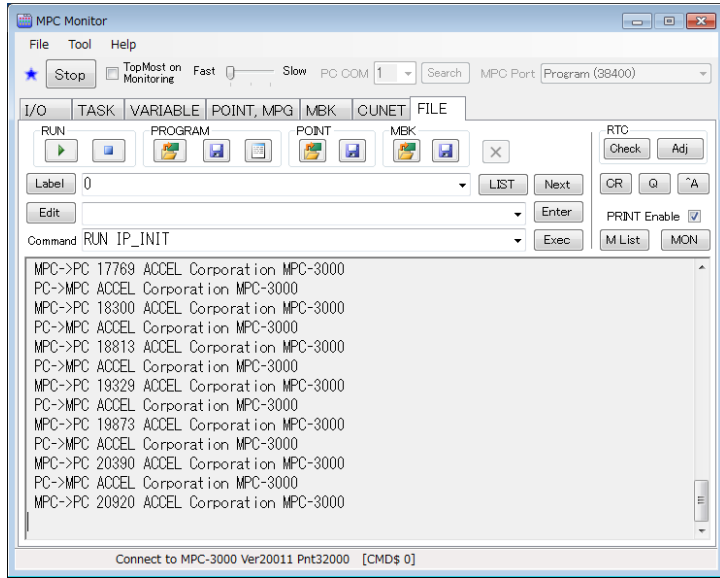 MPC Monitor
File Tool Help
Stop TopMost on Monitoring Fast Slow PC COM 1 Search MPC Port Program (38400)
I/O TASK VARIABLE POINT, MPG MBK CUNET FILE
RUN PROGRAM POINT MBK RTC
Check Adj
Label 0 LIST Next CR Q ^A
Edit Enter PRINT Enable
Command RUN IP_INIT Exec M List MON
MPC->PC 17769 ACCEL Corporation MPC-3000
PC->MPC ACCEL Corporation MPC-3000
MPC->PC 18300 ACCEL Corporation MPC-3000
PC->MPC ACCEL Corporation MPC-3000
MPC->PC 18813 ACCEL Corporation MPC-3000
PC->MPC ACCEL Corporation MPC-3000
MPC->PC 19329 ACCEL Corporation MPC-3000
PC->MPC ACCEL Corporation MPC-3000
MPC->PC 19873 ACCEL Corporation MPC-3000
PC->MPC ACCEL Corporation MPC-3000
MPC->PC 20390 ACCEL Corporation MPC-3000
PC->MPC ACCEL Corporation MPC-3000
MPC->PC 20920 ACCEL Corporation MPC-3000
Connect to MPC-3000 Ver20011 Pnt32000 [CMD$ 0]